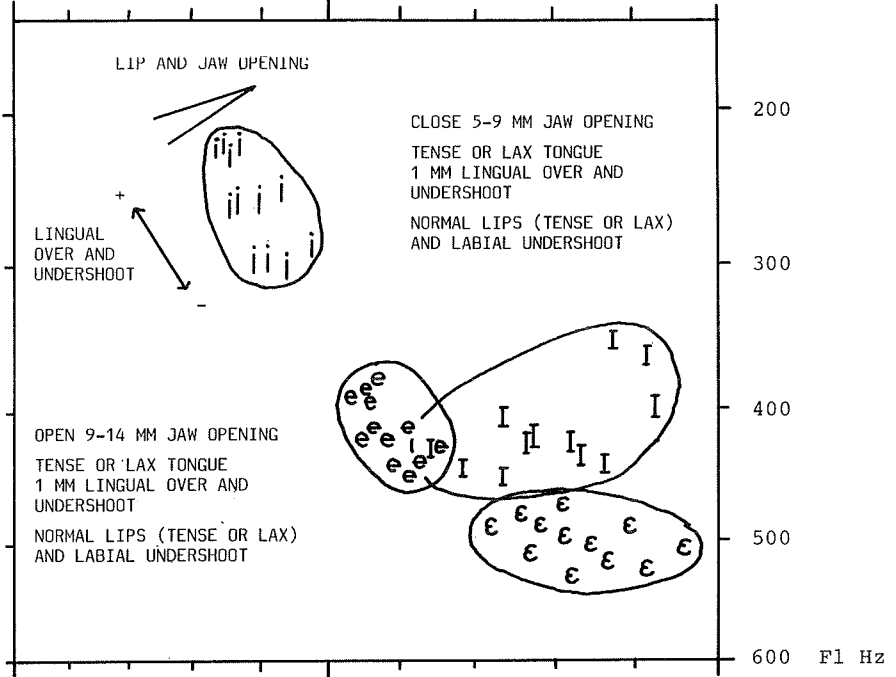 LIP AND JAW OPENING
200
CLOSE 5-9 MM JAW OPENING
TENSE OR LAX TONGUE
1 MM LINGUAL OVER AND
UNDERSHOOT
NORMAL LIPS (TENSE OR LAX)
AND LABIAL UNDERSHOOT
i i i i
i i i i
i i i i
+
LINGUAL
OVER AND
UNDERSHOOT
-
300
I I
I I
400
e e e e
e e e e e e
e e e
I I I I I I I I I
OPEN 9-14 MM JAW OPENING
TENSE OR LAX TONGUE
1 MM LINGUAL OVER AND
UNDERSHOOT
NORMAL LIPS (TENSE OR LAX)
AND LABIAL UNDERSHOOT
ε ε ε ε ε
ε ε ε ε
ε ε ε
500
600 F1 Hz